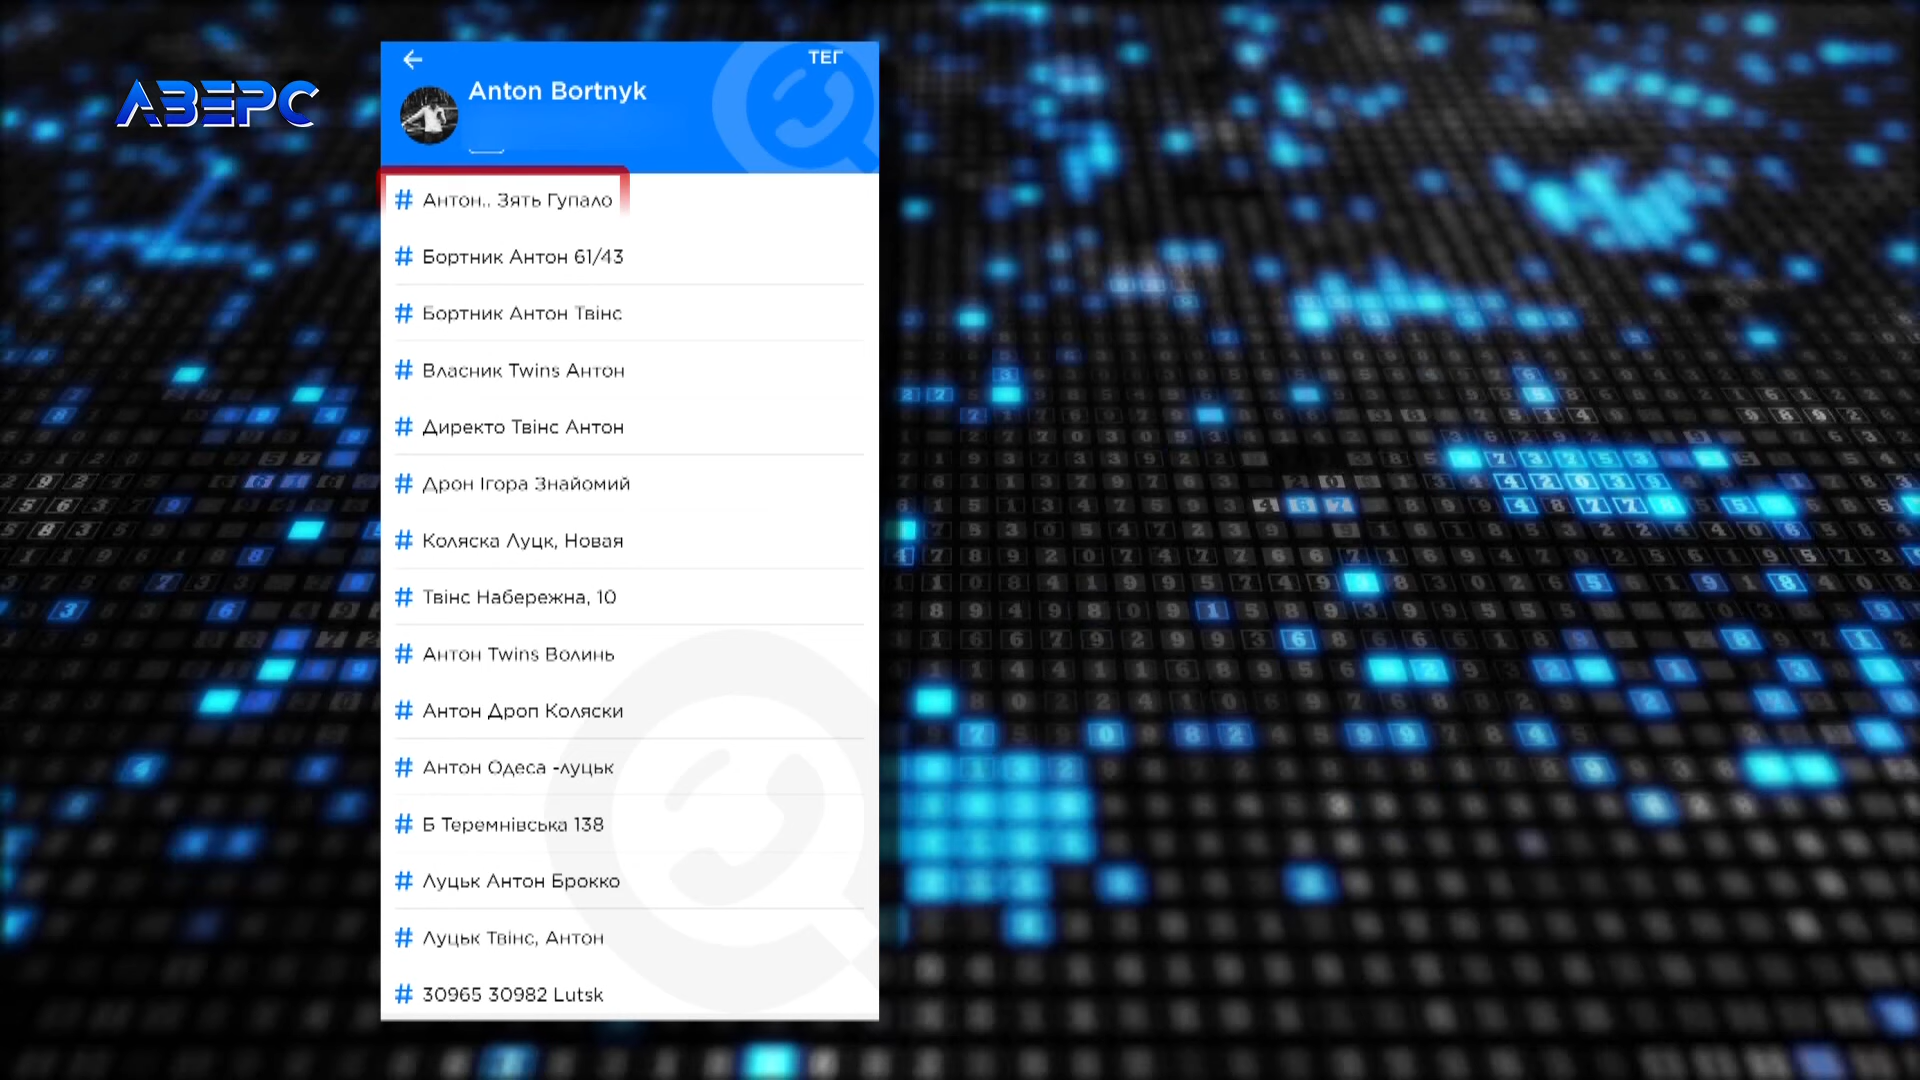 АВЕРС
ТЕГ
Anton Bortnyk
# Антон.. Зять Гупало
# Бортник Антон 61/43
# Бортник Антон Твінс
# Власник Twins Антон
# Директо Твінс Антон
# Дрон Ігора Знайомий
# Коляска Луцк, Новая
# Твінс Набережна, 10
# Антон Twins Волинь
# Антон Дроп Коляски
# Антон Одеса -луцьк
# Б Теремнівська 138
# Луцьк Антон Брокко
# Луцьк Твінс, Антон
# 30965 30982 Lutsk